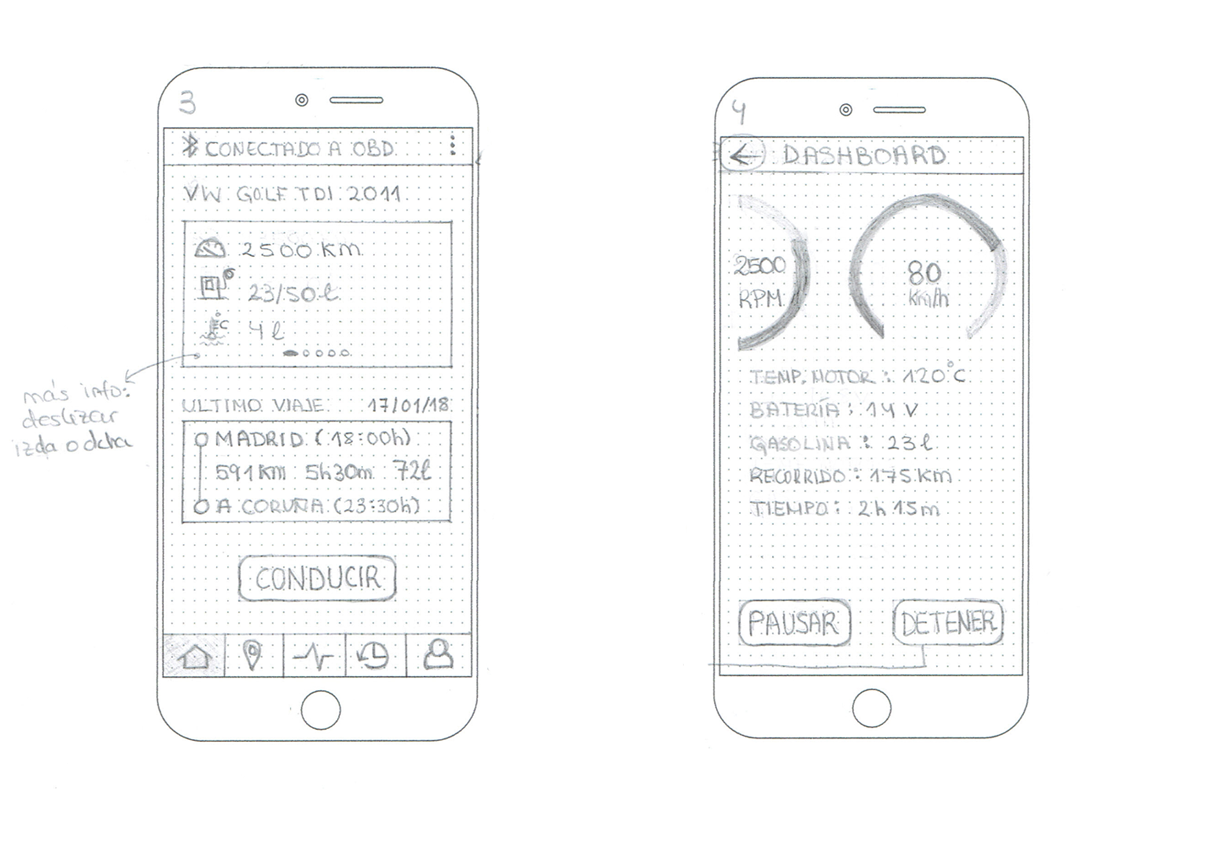 3
CONECTADO A OBD
VW GOLF TDI 2011
2500 Km
23/50 l
ºC 4 l
más info:
deslizar
izda o dcha
ULTIMO VIAJE 17/01/18
MADRID (18:00h)
591 Km 5h30m 72l
A CORUÑA (23:30h)
CONDUCIR
4
DASHBOARD
2500
RPM
80
Km/h
TEMP. MOTOR : 120°C
BATERÍA : 14 V
GASOLINA : 23 l
RECORRIDO : 175 Km
TIEMPO : 2h 15m
PAUSAR
DETENER